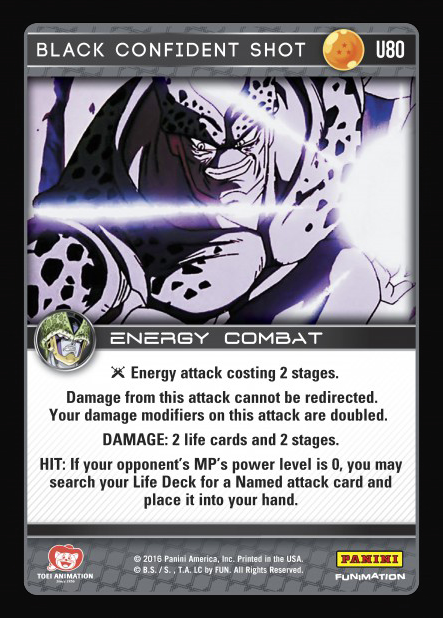 BLACK CONFIDENT SHOT U80
ENERGY COMBAT
Energy attack costing 2 stages.
Damage from this attack cannot be redirected.
Your damage modifiers on this attack are doubled.
DAMAGE: 2 life cards and 2 stages.
HIT: If your opponent's MP's power level is 0, you may
search your Life Deck for a Named attack card and
place it into your hand.
TOEI ANIMATION
© 2016 Panini America, Inc. Printed in the USA.
© B.S. / S. , T.A. LC by FUN. All Rights Reserved.
PANINI
FUNIMATION